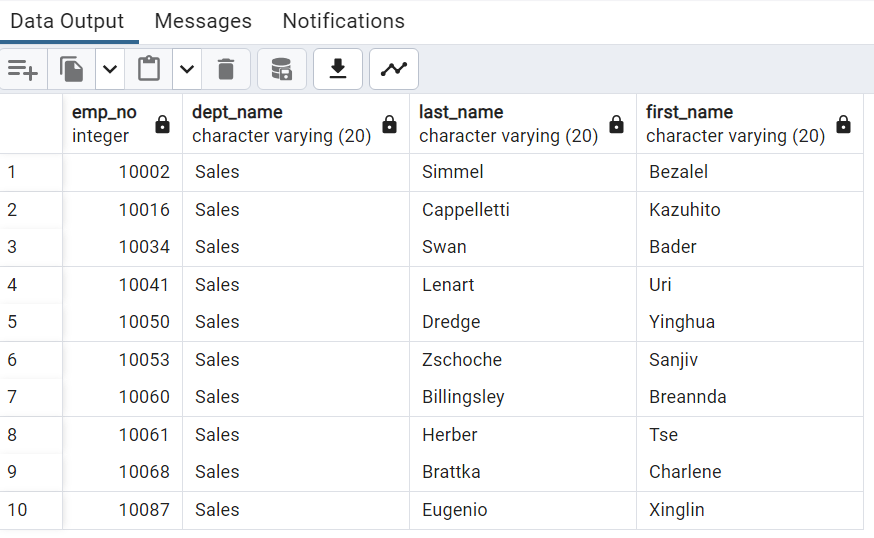 Data Output Messages Notifications
emp_no dept_name last_name first_name
integer character varying (20) character varying (20) character varying (20)
1 10002 Sales Simmel Bezalel
2 10016 Sales Cappelletti Kazuhito
3 10034 Sales Swan Bader
4 10041 Sales Lenart Uri
5 10050 Sales Dredge Yinghua
6 10053 Sales Zschoche Sanjiv
7 10060 Sales Billingsley Breannda
8 10061 Sales Herber Tse
9 10068 Sales Brattka Charlene
10 10087 Sales Eugenio Xinglin